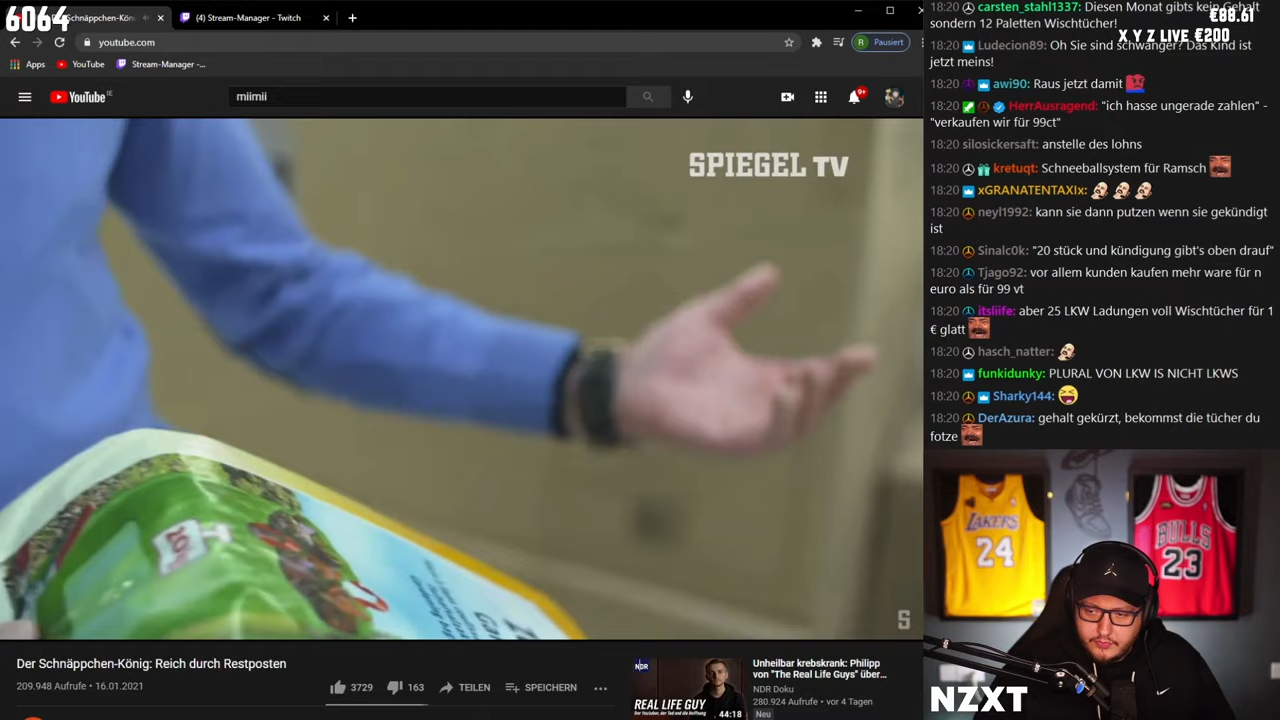 6064
Schnäppchen-Kön
(4) Stream-Manager - Twitch
youtube.com
R Pausiert
Apps
YouTube
Stream-Manager -...
YouTube IE
miimii
9+
SPIEGEL TV
S
Der Schnäppchen-König: Reich durch Restposten
209.948 Aufrufe • 16.01.2021
3729
163
TEILEN
SPEICHERN
NDR
REAL LIFE GUY
44:18
Unheilbar krebskrank: Philipp
von "The Real Life Guys" über...
NDR Doku
280.924 Aufrufe • vor 4 Tagen
Neu
18:20 carsten_stahl1337: Diesen Monat gibts kein Gehalt
sondern 12 Paletten Wischtücher!
X Y Z LIVE €200
18:20 Ludecion89: Oh Sie sind schwanger? Das Kind ist
jetzt meins!
18:20 awi90: Raus jetzt damit
18:20 HerrAusragend: "ich hasse ungerade zahlen" -
"verkaufen wir für 99ct"
18:20 silosickersaft: anstelle des lohns
18:20 kretuqt: Schneeballsystem für Ramsch
18:20 xGRANATENTAXIx:
18:20 neyl1992: kann sie dann putzen wenn sie gekündigt
ist
18:20 Sinalc0k: "20 stück und kündigung gibt's oben drauf"
18:20 Tjago92: vor allem kunden kaufen mehr ware für n
euro als für 99 vt
18:20 itsliife: aber 25 LKW Ladungen voll Wischtücher für 1
€ glatt
18:20 hasch_natter:
18:20 funkidunky: PLURAL VON LKW IS NICHT LKWS
18:20 Sharky144:
18:20 DerAzura: gehalt gekürzt, bekommst die tücher du
fotze
LAKERS
24
BULLS
23
NZXT